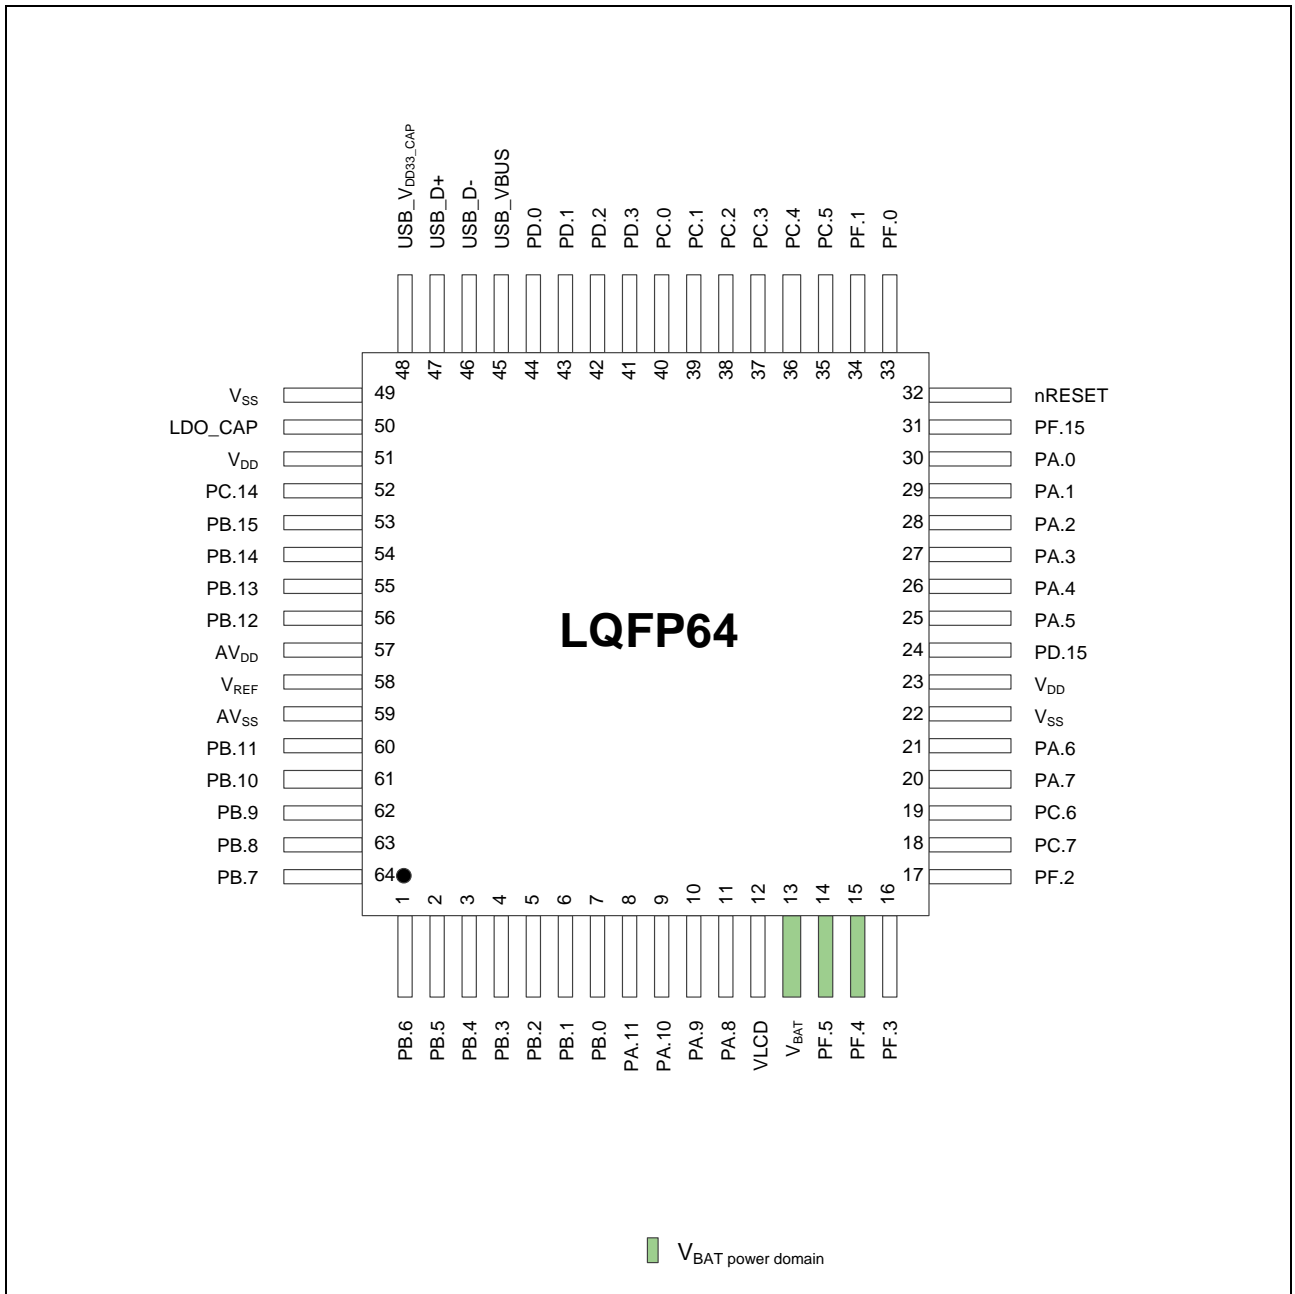 USB_VDD33_CAP
USB_D+
USB_D-
USB_VBUS
PD.0
PD.1
PD.2
PD.3
PC.0
PC.1
PC.2
PC.3
PC.4
PC.5
PF.1
PF.0
48
47
46
45
44
43
42
41
40
39
38
37
36
35
34
33
VSS 49
LDO_CAP 50
VDD 51
PC.14 52
PB.15 53
PB.14 54
PB.13 55
PB.12 56
AVDD 57
VREF 58
AVSS 59
PB.11 60
PB.10 61
PB.9 62
PB.8 63
PB.7 64
LQFP64
32 nRESET
31 PF.15
30 PA.0
29 PA.1
28 PA.2
27 PA.3
26 PA.4
25 PA.5
24 PD.15
23 VDD
22 VSS
21 PA.6
20 PA.7
19 PC.6
18 PC.7
17 PF.2
1
2
3
4
5
6
7
8
9
10
11
12
13
14
15
16
PB.6
PB.5
PB.4
PB.3
PB.2
PB.1
PB.0
PA.11
PA.10
PA.9
PA.8
VLCD
VBAT
PF.5
PF.4
PF.3
VBAT power domain